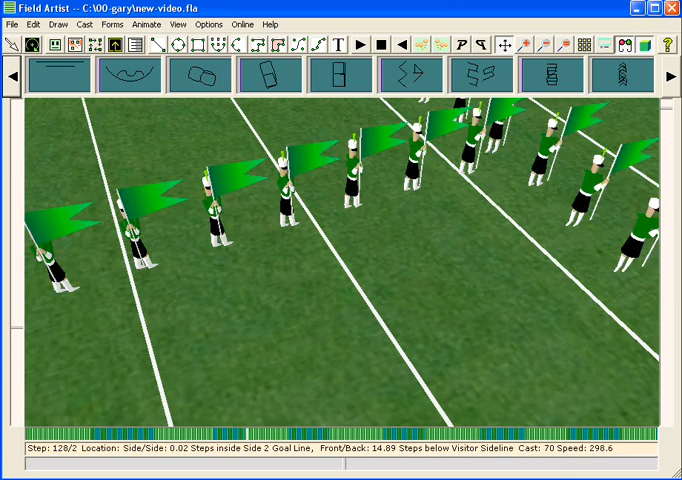 Field Artist -- C:\00-gary\new-video.fla
File Draw Cast Forms Animate View Options Online Help
T P P ?
Step: 128/2 Location: Side/Side: 0.02 Steps inside Side 2 Goal Line, Front/Back: 14.89 Steps below Visitor Sideline Cast: 70 Speed: 298.6